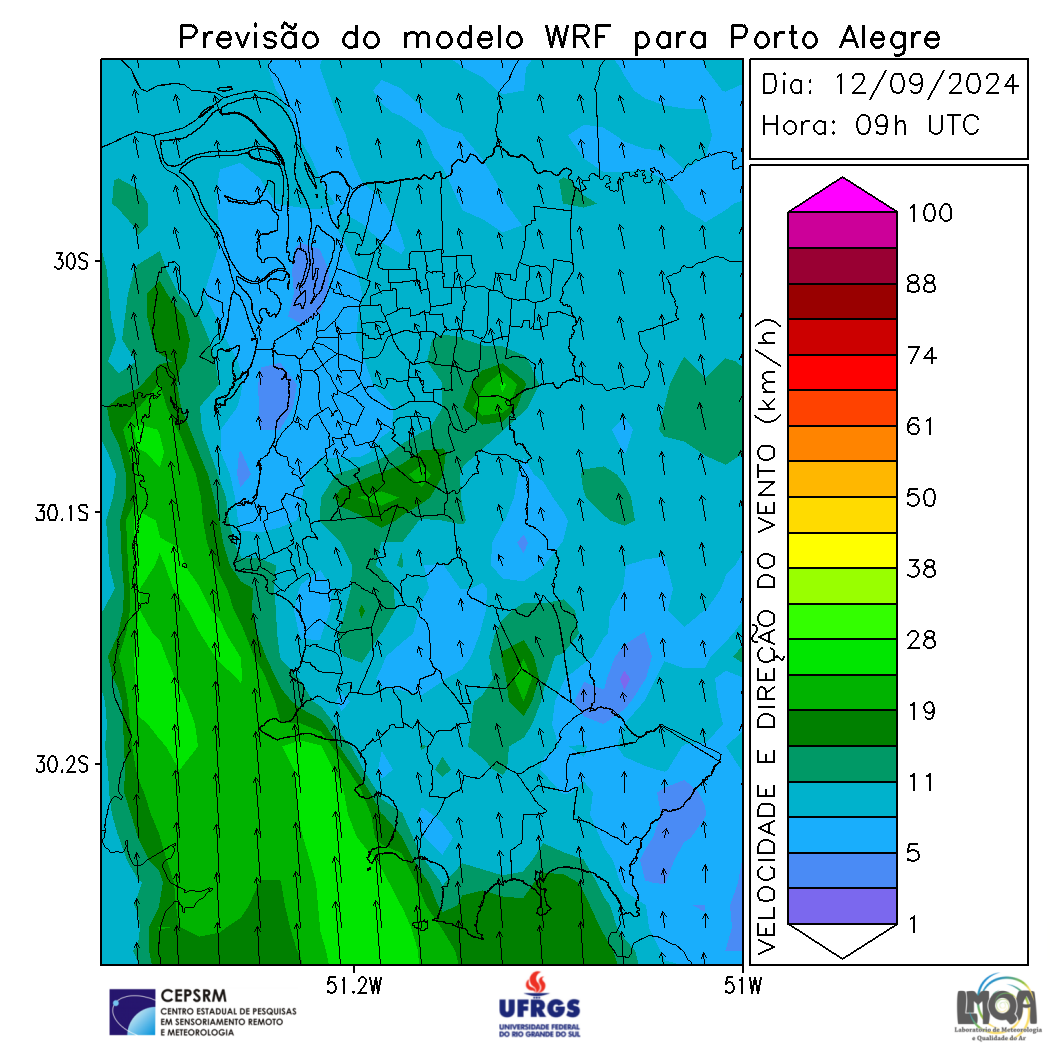 Previsão do modelo WRF para Porto Alegre
Dia: 12/09/2024
Hora: 09h UTC
30S
30.1S
30.2S
51.2W
51W
VELOCIDADE E DIREÇÃO DO VENTO (km/h)
100
88
74
61
50
38
28
19
11
5
1
CEPSRM
CENTRO ESTADUAL DE PESQUISAS
EM SENSORIAMENTO REMOTO
E METEOROLOGIA
UFRGS
UNIVERSIDADE FEDERAL
DO RIO GRANDE DO SUL
LMQA
Laboratório de Meteorologia
e Qualidade do Ar